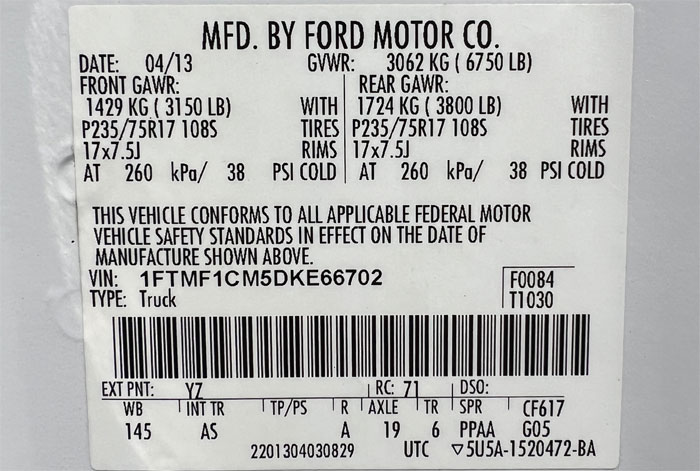 MFD. BY FORD MOTOR CO.
DATE: 04/13 GVWR: 3062 KG ( 6750 LB)
FRONT GAWR: REAR GAWR:
1429 KG ( 3150 LB) WITH 1724 KG ( 3800 LB) WITH
P235/75R17 108S TIRES P235/75R17 108S TIRES
17x7.5J RIMS 17x7.5J RIMS
AT 260 kPa/ 38 PSI COLD AT 260 kPa/ 38 PSI COLD
THIS VEHICLE CONFORMS TO ALL APPLICABLE FEDERAL MOTOR
VEHICLE SAFETY STANDARDS IN EFFECT ON THE DATE OF
MANUFACTURE SHOWN ABOVE.
VIN: 1FTMF1CM5DKE66702 F0084
TYPE: Truck T1030
EXT PNT: YZ RC: 71 DSO:
WB INT TR TP/PS R AXLE TR SPR CF617
145 AS A 19 6 PPAA G05
2201304030829 UTC ▽5U5A-1520472-BA